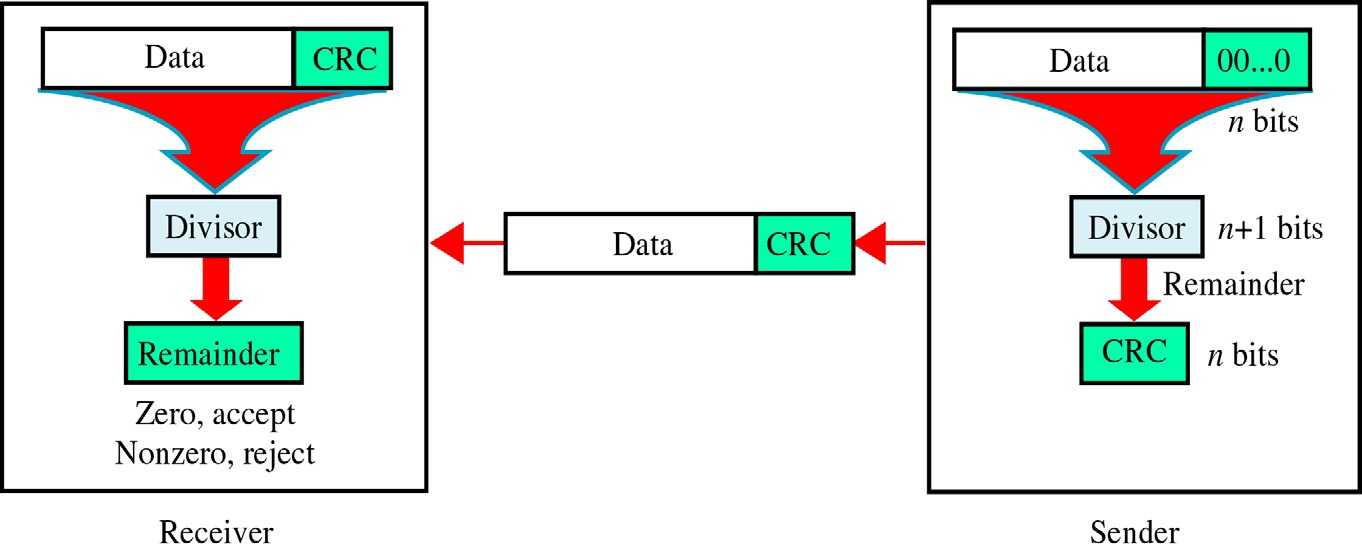 Data CRC
Divisor
Remainder
Zero, accept
Nonzero, reject
Receiver
Data CRC
Data 00...0
n bits
Divisor n+1 bits
Remainder
CRC n bits
Sender